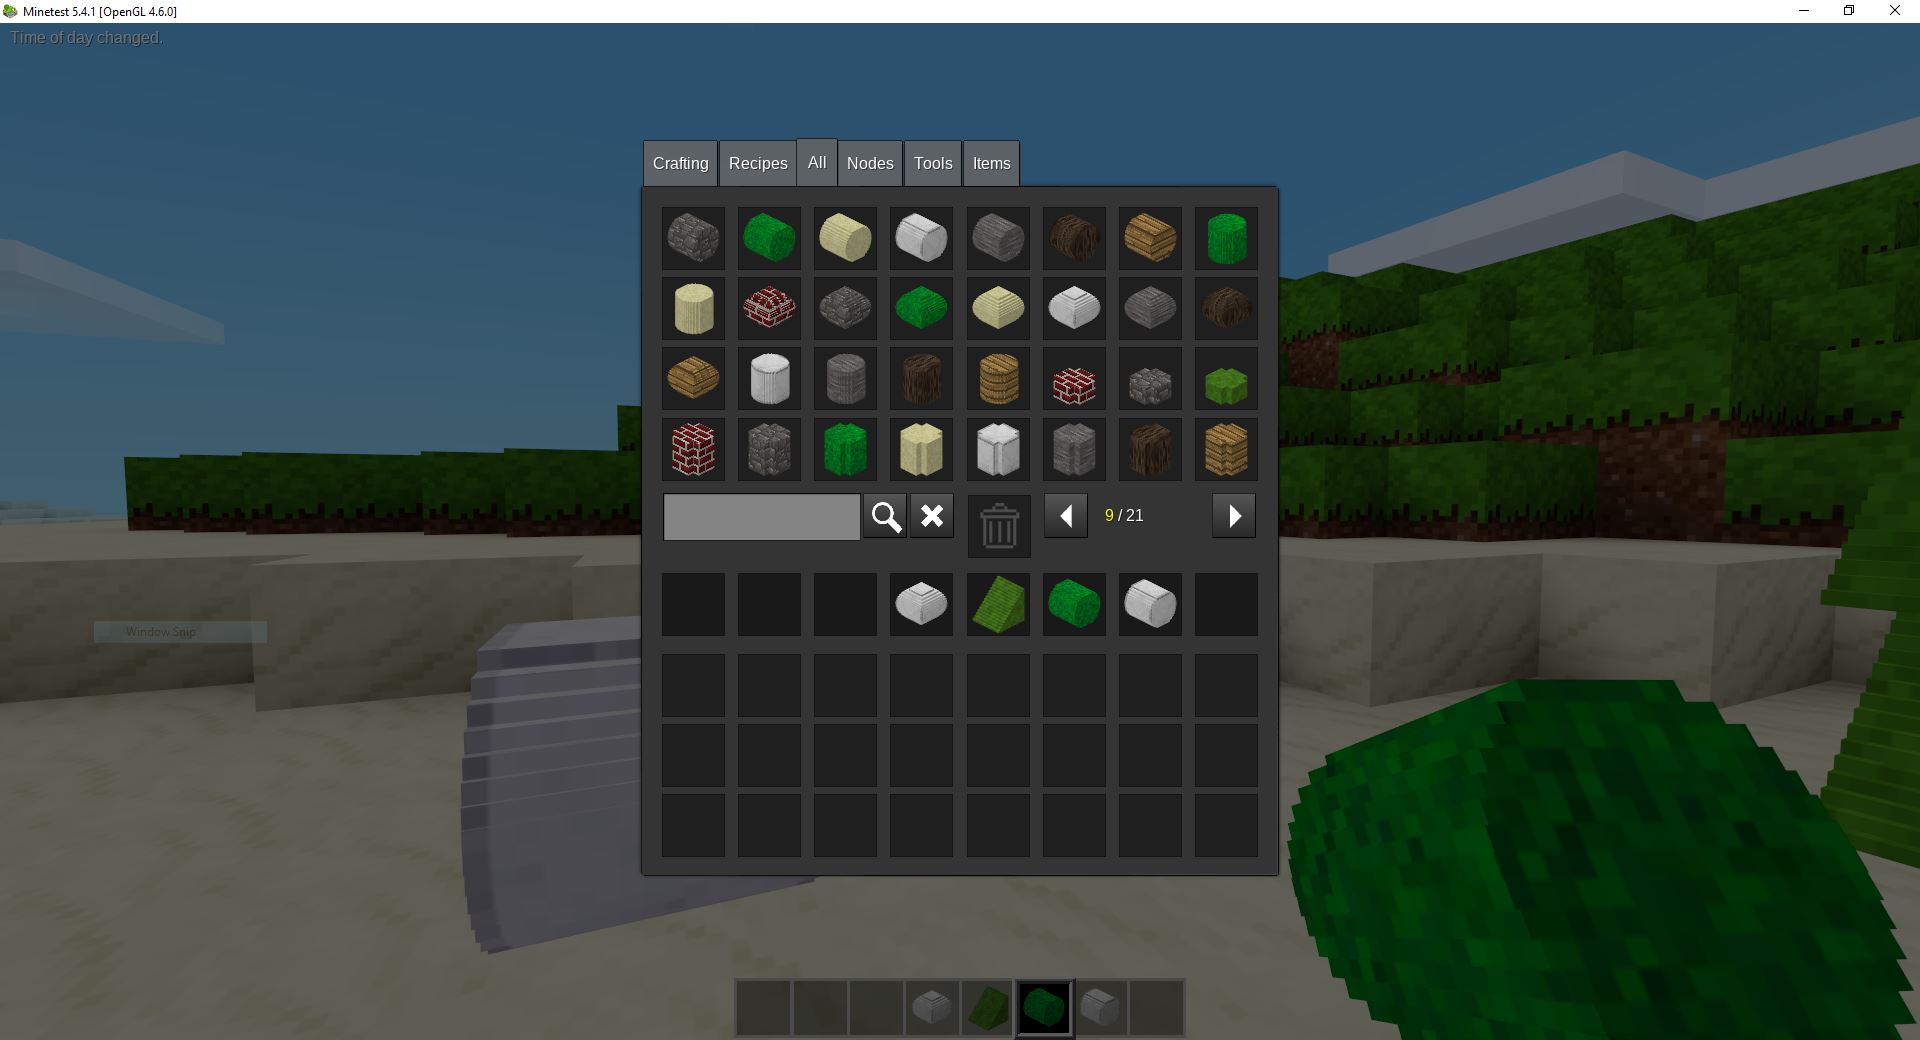 Minetest 5.4.1 [OpenGL 4.6.0]
Time of day changed.
Crafting Recipes All Nodes Tools Items
9 / 21
Window Snip